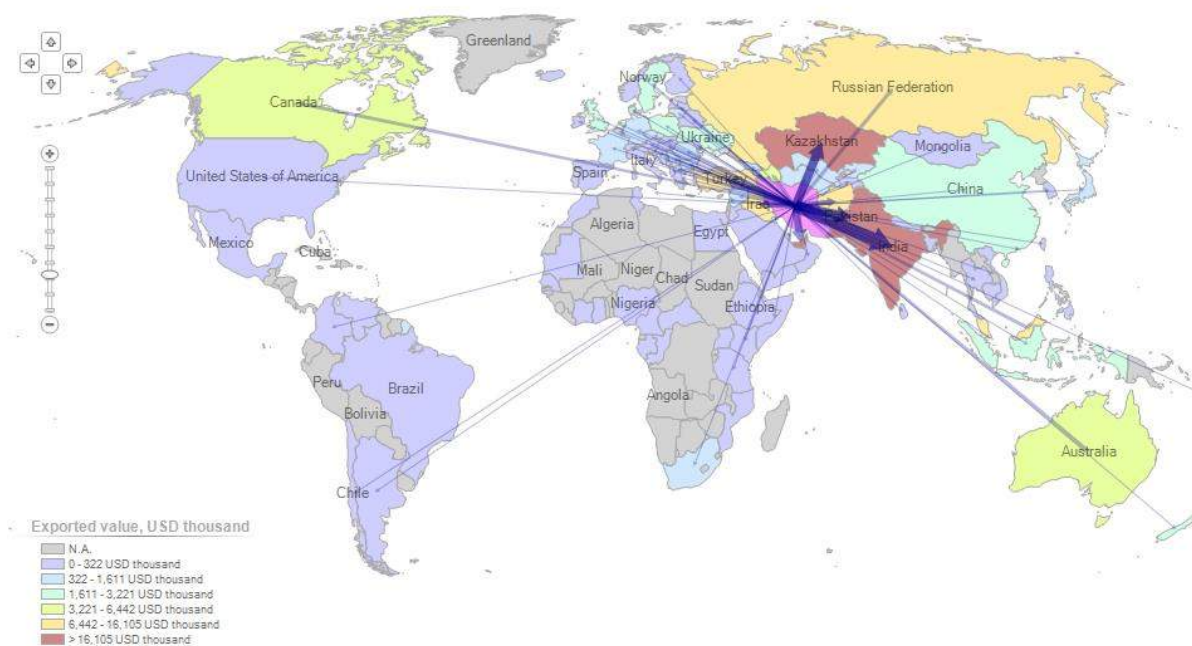 Greenland
Norway
Russian Federation
Canada
Ukraine
Kazakhstan
Mongolia
Italy
Spain
Turkey
United States of America
China
Iraq
Pakistan
Algeria
Egypt
Mexico
India
Cuba
Mali
Niger
Chad
Sudan
Nigeria
Ethiopia
Peru
Brazil
Angola
Bolivia
Australia
Chile
Exported value, USD thousand
N.A.
0 - 322 USD thousand
322 - 1,611 USD thousand
1,611 - 3,221 USD thousand
3,221 - 6,442 USD thousand
6,442 - 16,105 USD thousand
> 16,105 USD thousand